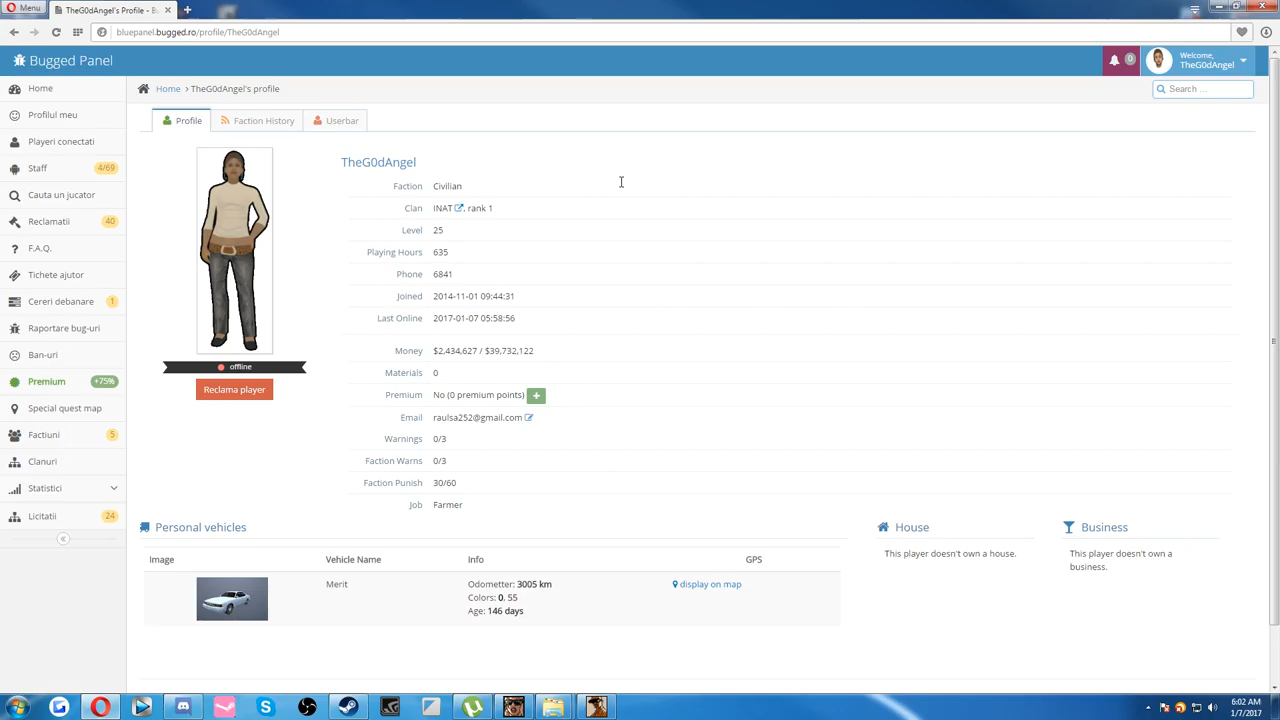 Menu
TheG0dAngel's Profile - B
bluepanel.bugged.ro/profile/TheG0dAngel
Bugged Panel
0
Welcome,
TheG0dAngel
Home
Profilul meu
Playeri conectati
Staff 4/69
Cauta un jucator
Reclamatii 40
F.A.Q.
Tichete ajutor
Cereri debanare 1
Raportare bug-uri
Ban-uri
Premium +75%
Special quest map
Factiuni 5
Clanuri
Statistici
Licitatii 24
Home > TheG0dAngel's profile
Search ...
Profile
Faction History
Userbar
offline
Reclama player
TheG0dAngel
Faction Civilian
Clan INAT , rank 1
Level 25
Playing Hours 635
Phone 6841
Joined 2014-11-01 09:44:31
Last Online 2017-01-07 05:58:56
Money $2,434,627 / $39,732,122
Materials 0
Premium No (0 premium points) +
Email raulsa252@gmail.com
Warnings 0/3
Faction Warns 0/3
Faction Punish 30/60
Job Farmer
Personal vehicles
Image Vehicle Name Info GPS
Merit
Odometter: 3005 km
Colors: 0, 55
Age: 146 days
display on map
House
This player doesn't own a house.
Business
This player doesn't own a
business.
6:02 AM
1/7/2017